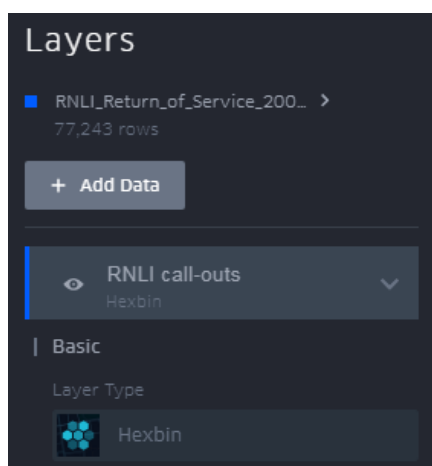 Layers
RNLI_Return_of_Service_200… >
77,243 rows
+ Add Data
RNLI call-outs
Hexbin
Basic
Layer Type
Hexbin